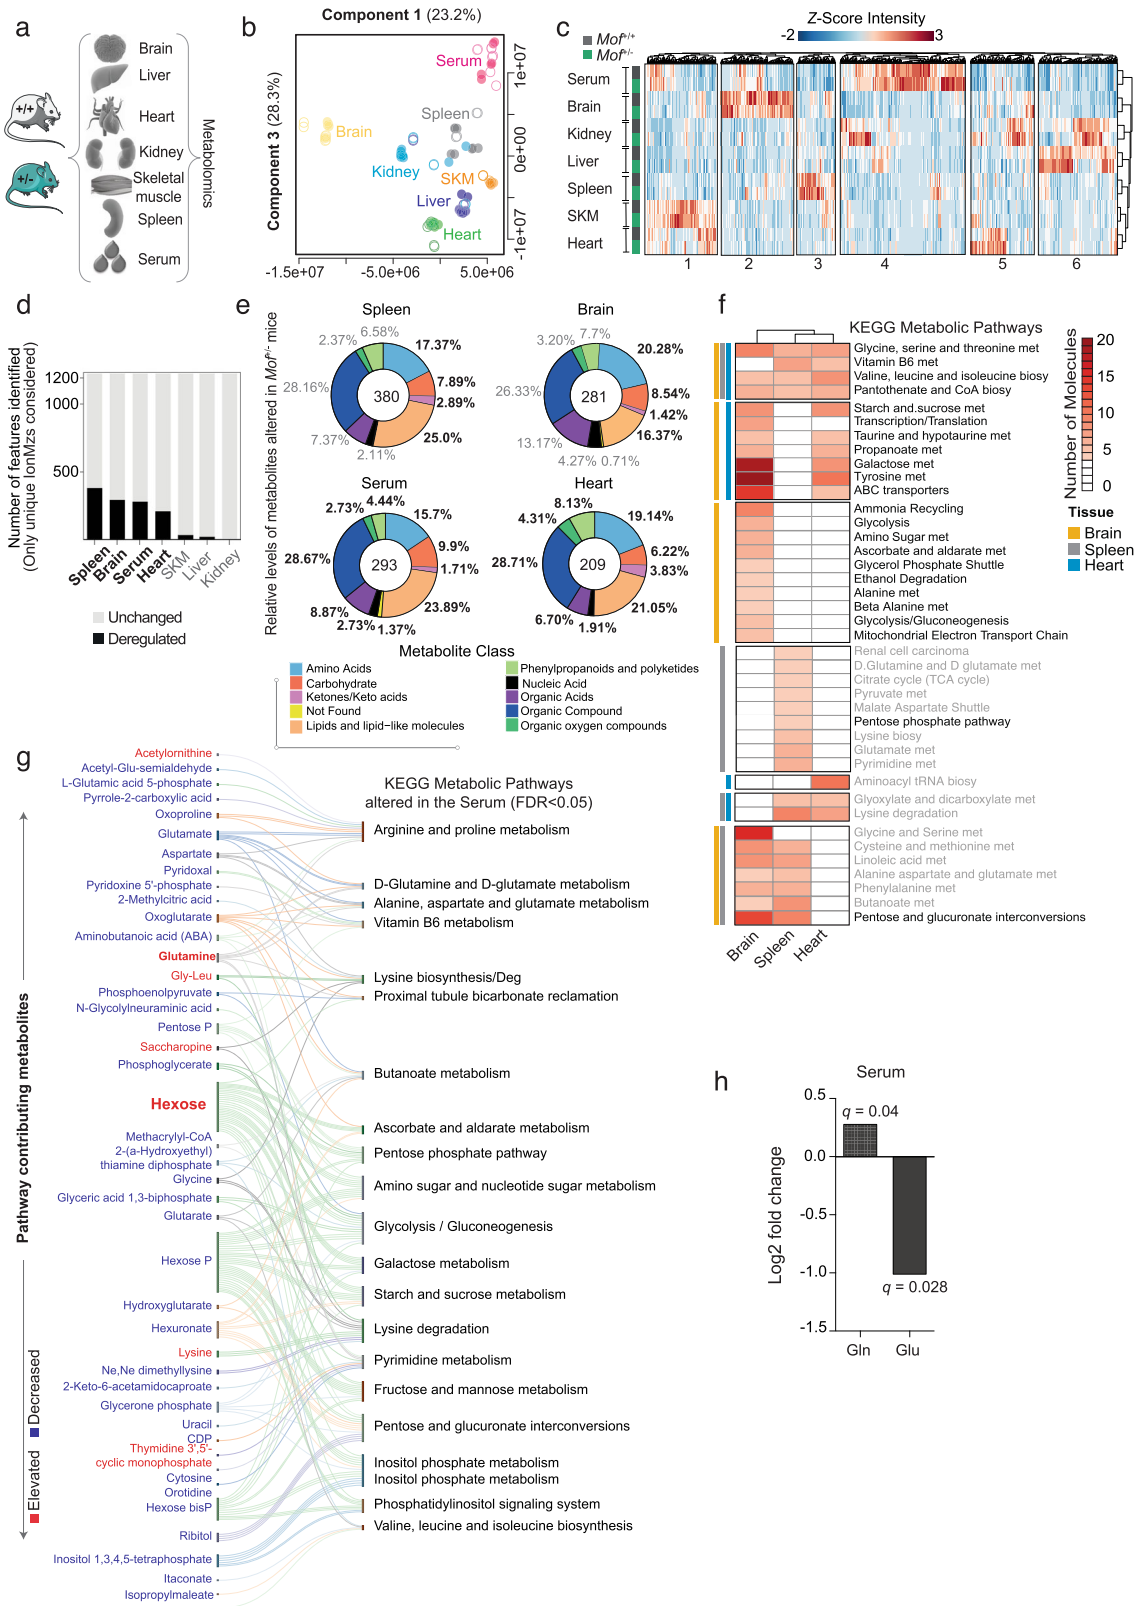 a
+/+
+/-
Brain
Liver
Heart
Kidney
Skeletal
muscle
Spleen
Serum
Metabolomics
b
Component 1 (23.2%)
Component 3 (28.3%)
Serum
Spleen
Brain
Kidney
SKM
Liver
Heart
1e+07
0e+00
-1e+07
-1.5e+07
-5.0e+06
5.0e+06
c
Z-Score Intensity
-2
3
Mof+/+
Mof+/-
Serum
Brain
Kidney
Liver
Spleen
SKM
Heart
1
2
3
4
5
6
d
Number of features identified
(Only unique IonMzs considered)
1200
1000
500
Spleen
Brain
Serum
Heart
SKM
Liver
Kidney
Unchanged
Deregulated
e
Relative levels of metabolites altered in Mof+/- mice
Spleen
380
17.37%
7.89%
2.89%
25.0%
2.11%
7.37%
28.16%
2.37%
6.58%
Brain
281
20.28%
8.54%
1.42%
16.37%
0.71%
4.27%
13.17%
26.33%
3.20%
7.7%
Serum
293
15.7%
9.9%
1.71%
23.89%
1.37%
2.73%
8.87%
28.67%
2.73%
4.44%
Heart
209
19.14%
6.22%
3.83%
21.05%
1.91%
6.70%
28.71%
4.31%
8.13%
Metabolite Class
Amino Acids
Carbohydrate
Ketones/Keto acids
Not Found
Lipids and lipid−like molecules
Phenylpropanoids and polyketides
Nucleic Acid
Organic Acids
Organic Compound
Organic oxygen compounds
f
KEGG Metabolic Pathways
Glycine, serine and threonine met
Vitamin B6 met
Valine, leucine and isoleucine biosy
Pantothenate and CoA biosy
Starch and.sucrose met
Transcription/Translation
Taurine and hypotaurine met
Propanoate met
Galactose met
Tyrosine met
ABC transporters
Ammonia Recycling
Glycolysis
Amino Sugar met
Ascorbate and aldarate met
Glycerol Phosphate Shuttle
Ethanol Degradation
Alanine met
Beta Alanine met
Glycolysis/Gluconeogenesis
Mitochondrial Electron Transport Chain
Renal cell carcinoma
D.Glutamine and D glutamate met
Citrate cycle (TCA cycle)
Pyruvate met
Malate Aspartate Shuttle
Pentose phosphate pathway
Lysine biosy
Glutamate met
Pyrimidine met
Aminoacyl tRNA biosy
Glyoxylate and dicarboxylate met
Lysine degradation
Glycine and Serine met
Cysteine and methionine met
Linoleic acid met
Alanine aspartate and glutamate met
Phenylalanine met
Butanoate met
Pentose and glucuronate interconversions
Brain
Spleen
Heart
Number of Molecules
20
15
10
5
0
Tissue
Brain
Spleen
Heart
g
KEGG Metabolic Pathways
altered in the Serum (FDR<0.05)
Pathway contributing metabolites
Elevated
Decreased
Acetylornithine
Acetyl-Glu-semialdehyde
L-Glutamic acid 5-phosphate
Pyrrole-2-carboxylic acid
Oxoproline
Glutamate
Aspartate
Pyridoxal
Pyridoxine 5'-phosphate
2-Methylcitric acid
Oxoglutarate
Aminobutanoic acid (ABA)
Glutamine
Gly-Leu
Phosphoenolpyruvate
N-Glycolylneuraminic acid
Pentose P
Saccharopine
Phosphoglycerate
Hexose
Methacrylyl-CoA
2-(a-Hydroxyethyl)
thiamine diphosphate
Glycine
Glyceric acid 1,3-biphosphate
Glutarate
Hexose P
Hydroxyglutarate
Hexuronate
Lysine
Ne,Ne dimethyllysine
2-Keto-6-acetamidocaproate
Glycerone phosphate
Uracil
CDP
Thymidine 3',5'-
cyclic monophosphate
Cytosine
Orotidine
Hexose bisP
Ribitol
Inositol 1,3,4,5-tetraphosphate
Itaconate
Isopropylmaleate
Arginine and proline metabolism
D-Glutamine and D-glutamate metabolism
Alanine, aspartate and glutamate metabolism
Vitamin B6 metabolism
Lysine biosynthesis/Deg
Proximal tubule bicarbonate reclamation
Butanoate metabolism
Ascorbate and aldarate metabolism
Pentose phosphate pathway
Amino sugar and nucleotide sugar metabolism
Glycolysis / Gluconeogenesis
Galactose metabolism
Starch and sucrose metabolism
Lysine degradation
Pyrimidine metabolism
Fructose and mannose metabolism
Pentose and glucuronate interconversions
Inositol phosphate metabolism
Inositol phosphate metabolism
Phosphatidylinositol signaling system
Valine, leucine and isoleucine biosynthesis
h
Serum
Log2 fold change
0.5
0.0
-0.5
-1.0
-1.5
q = 0.04
q = 0.028
Gln
Glu